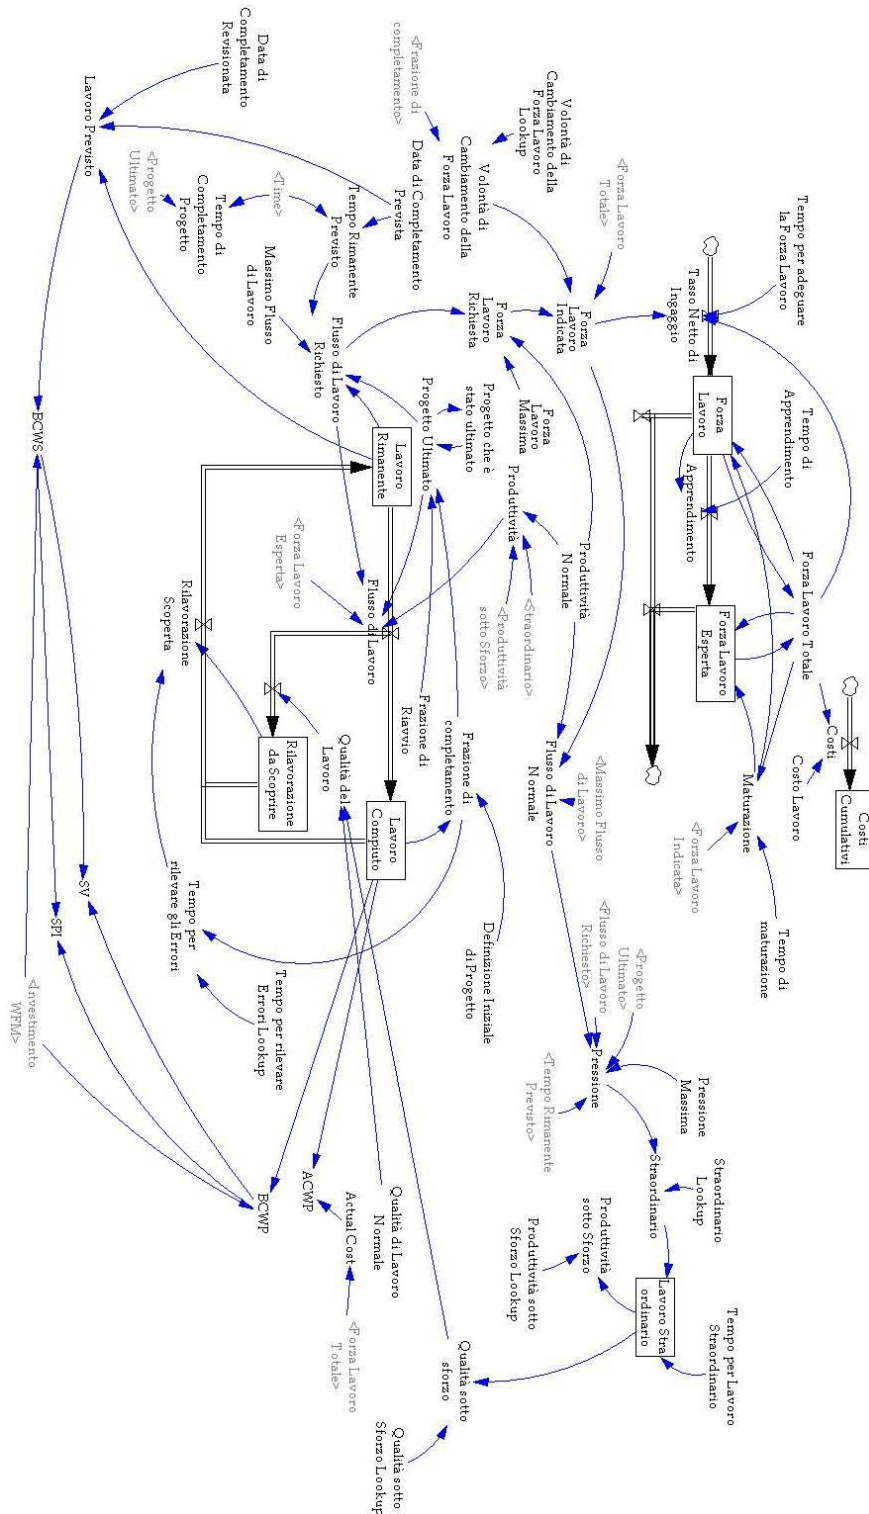 Costi
Cumulativi
Costi
Costo Lavoro
<Forza Lavoro
Indicata>
Tempo di
maturazione
Maturazione
Tempo per adeguare
la Forza Lavoro
Tempo di
Apprendimento
Forza Lavoro
Totale
Tasso Netto di
Ingaggio
Forza
Lavoro
Apprendimento
Forza Lavoro
Esperta
Pressione
Massima
Straordinario
Lookup
Tempo per Lavoro
Straordinario
<Forza Lavoro
Totale>
<Progetto
Ultimato>
Straordinario
Lavoro Stra
ordinario
<Flusso di Lavoro
Richiesto>
Pressione
Produttività
sotto Sforzo
Forza
Lavoro
Indicata
Produttività
Normale
<Massimo Flusso
di Lavoro>
Flusso di Lavoro
Normale
<Tempo Rimanente
Previsto>
Produttività sotto
Sforzo Lookup
Volontà di
Cambiamento della
Forza Lavoro
Lookup
Volontà di
Cambiamento della
Forza Lavoro
Forza
Lavoro
Richiesta
Forza
Lavoro
Massima
Produttività
<Straordinario>
<Produttività
sotto Sforzo>
Definizione Iniziale
di Progetto
<Frazione di
completamento>
Data di Completamento
Prevista
Progetto che è
stato ultimato
Progetto Ultimato
Frazione di
completamento
Frazione di
Riavvio
Qualità sotto
sforzo
Qualità sotto
Sforzo Lookup
Tempo Rimanente
Previsto
Flusso di Lavoro
Richiesto
Lavoro
Rimanente
Flusso di Lavoro
Lavoro
Compiuto
Qualità di Lavoro
Normale
<Time>
Massimo Flusso
di Lavoro
<Forza Lavoro
Esperta>
Qualità del
Lavoro
Rilavorazione
da Scoprire
Actual Cost
<Forza Lavoro
Totale>
ACWP
Data di
Completamento
Revisionata
Tempo di
Completamento
Progetto
<Progetto
Ultimato>
Rilavorazione
Scoperta
Tempo per
rilevare gli Errori
Tempo per rilevare
Errori Lookup
BCWP
Lavoro Previsto
BCWS
SV
SPI
<Investimento
WFM>